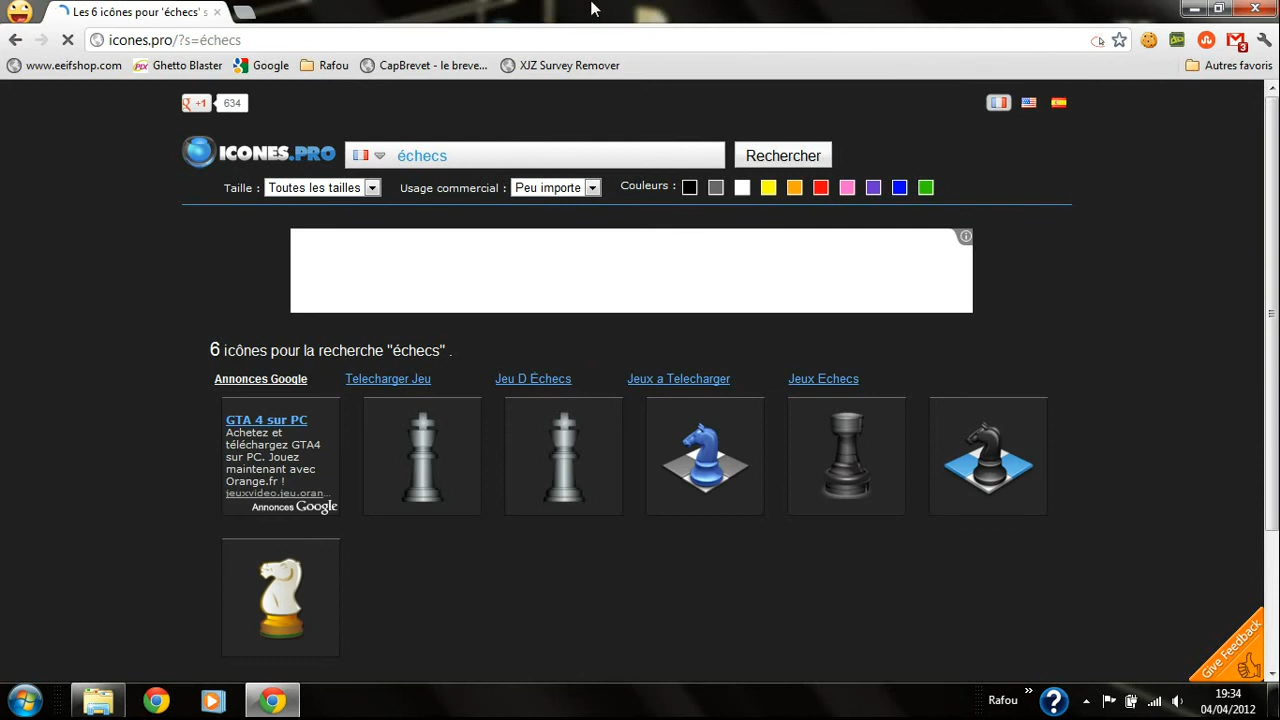 Les 6 icônes pour 'échecs' s
icones.pro/?s=échecs
3
www.eeifshop.com
PIX Ghetto Blaster
Google
Rafou
CapBrevet - le breve...
XJZ Survey Remover
Autres favoris
+1 634
ICONES.PRO
échecs
Rechercher
Taille : Toutes les tailles
Usage commercial : Peu importe
Couleurs :
6 icônes pour la recherche "échecs" .
Annonces Google
Telecharger Jeu
Jeu D Échecs
Jeux a Telecharger
Jeux Echecs
GTA 4 sur PC
Achetez et
téléchargez GTA4
sur PC. Jouez
maintenant avec
Orange.fr !
jeuxvideo.jeu.oran...
Annonces Google
Give Feedback
Rafou
19:34
04/04/2012